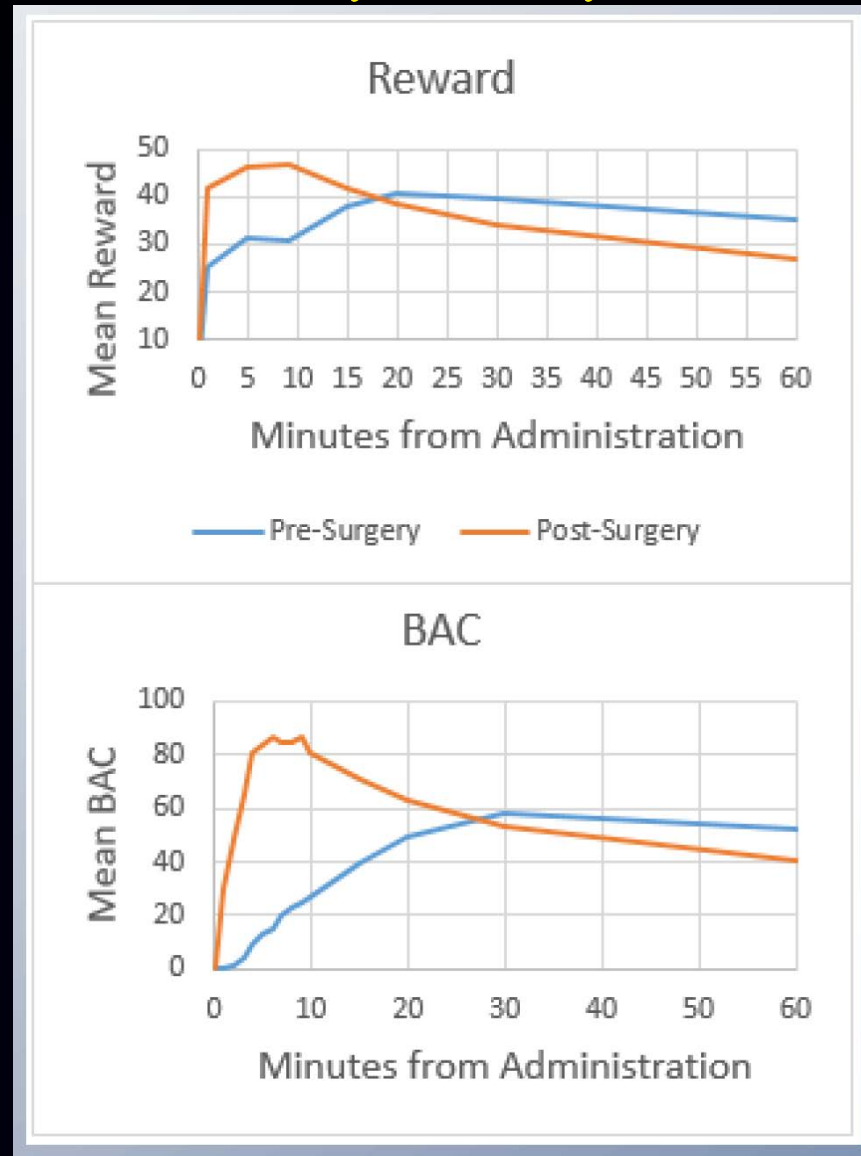 Reward
50
40
30
20
10
Mean Reward
0 5 10 15 20 25 30 35 40 45 50 55 60
Minutes from Administration
Pre-Surgery Post-Surgery
BAC
100
80
60
40
20
0
Mean BAC
0 10 20 30 40 50 60
Minutes from Administration